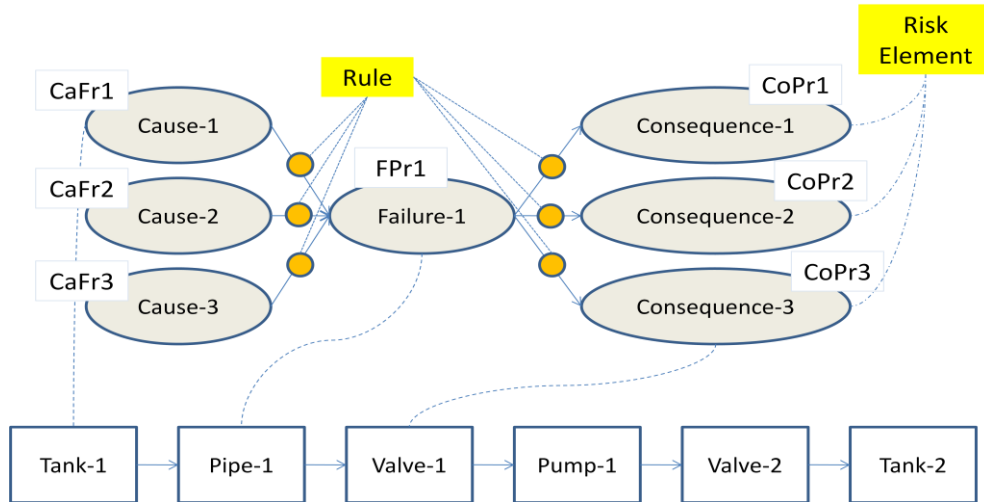 Risk
Element
Rule
CaFr1
Cause-1
CoPr1
Consequence-1
CaFr2
Cause-2
FPr1
Failure-1
CoPr2
Consequence-2
CaFr3
Cause-3
CoPr3
Consequence-3
Tank-1
Pipe-1
Valve-1
Pump-1
Valve-2
Tank-2